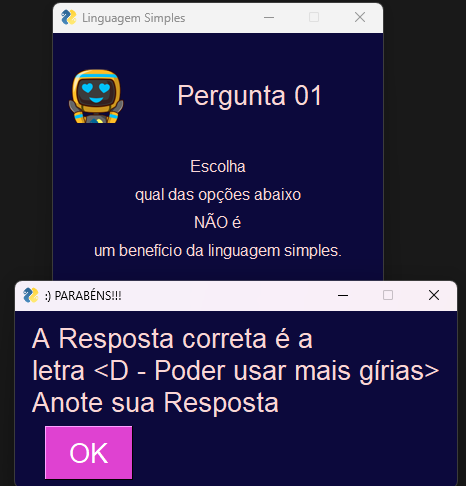 Linguagem Simples
Pergunta 01
Escolha
qual das opções abaixo
NÃO é
um benefício da linguagem simples.
:) PARABÉNS!!!
A Resposta correta é a
letra <D - Poder usar mais gírias>
Anote sua Resposta
OK